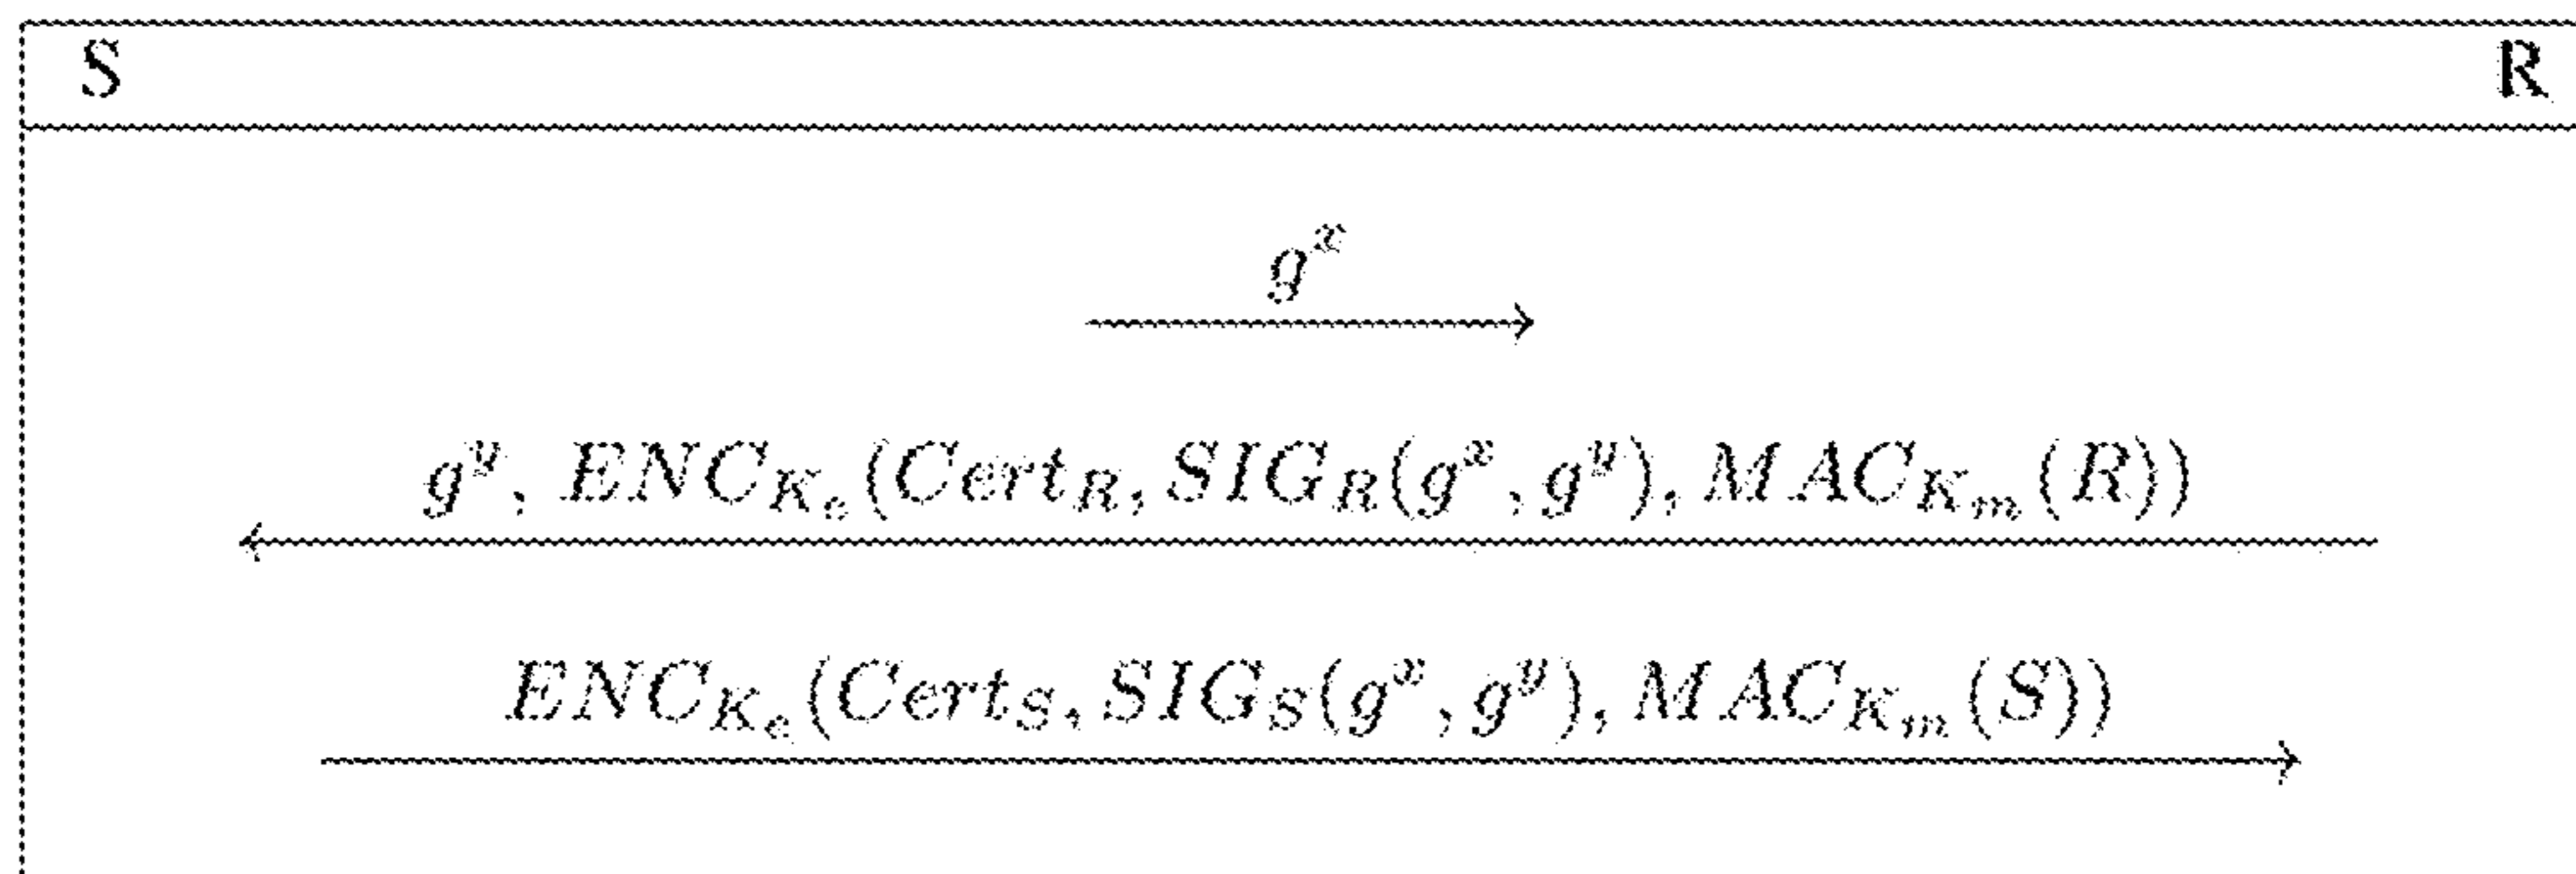 S R
g^x
g^y, ENC_{K_e}(Cert_R, SIG_R(g^x, g^y), MAC_{K_m}(R))
ENC_{K_e}(Cert_S, SIG_S(g^x, g^y), MAC_{K_m}(S))